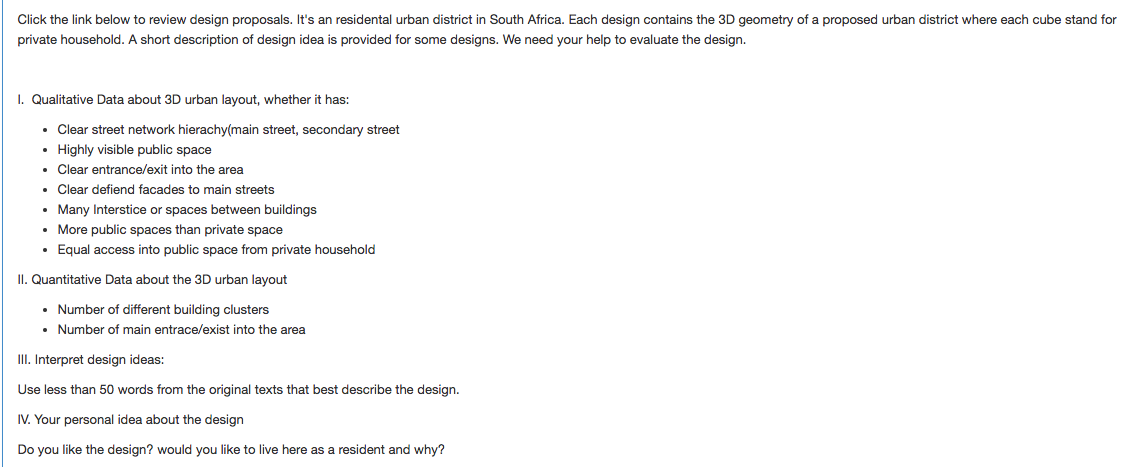 Click the link below to review design proposals. It's an residental urban district in South Africa. Each design contains the 3D geometry of a proposed urban district where each cube stand for
private household. A short description of design idea is provided for some designs. We need your help to evaluate the design.
I. Qualitative Data about 3D urban layout, whether it has:
• Clear street network hierachy(main street, secondary street
• Highly visible public space
• Clear entrance/exit into the area
• Clear defiend facades to main streets
• Many Interstice or spaces between buildings
• More public spaces than private space
• Equal access into public space from private household
II. Quantitative Data about the 3D urban layout
• Number of different building clusters
• Number of main entrace/exist into the area
III. Interpret design ideas:
Use less than 50 words from the original texts that best describe the design.
IV. Your personal idea about the design
Do you like the design? would you like to live here as a resident and why?